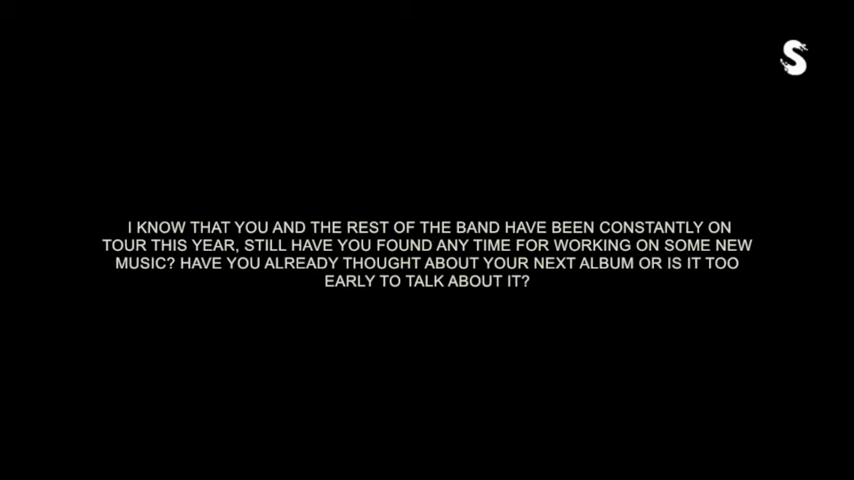 S
I KNOW THAT YOU AND THE REST OF THE BAND HAVE BEEN CONSTANTLY ON
TOUR THIS YEAR, STILL HAVE YOU FOUND ANY TIME FOR WORKING ON SOME NEW
MUSIC? HAVE YOU ALREADY THOUGHT ABOUT YOUR NEXT ALBUM OR IS IT TOO
EARLY TO TALK ABOUT IT?